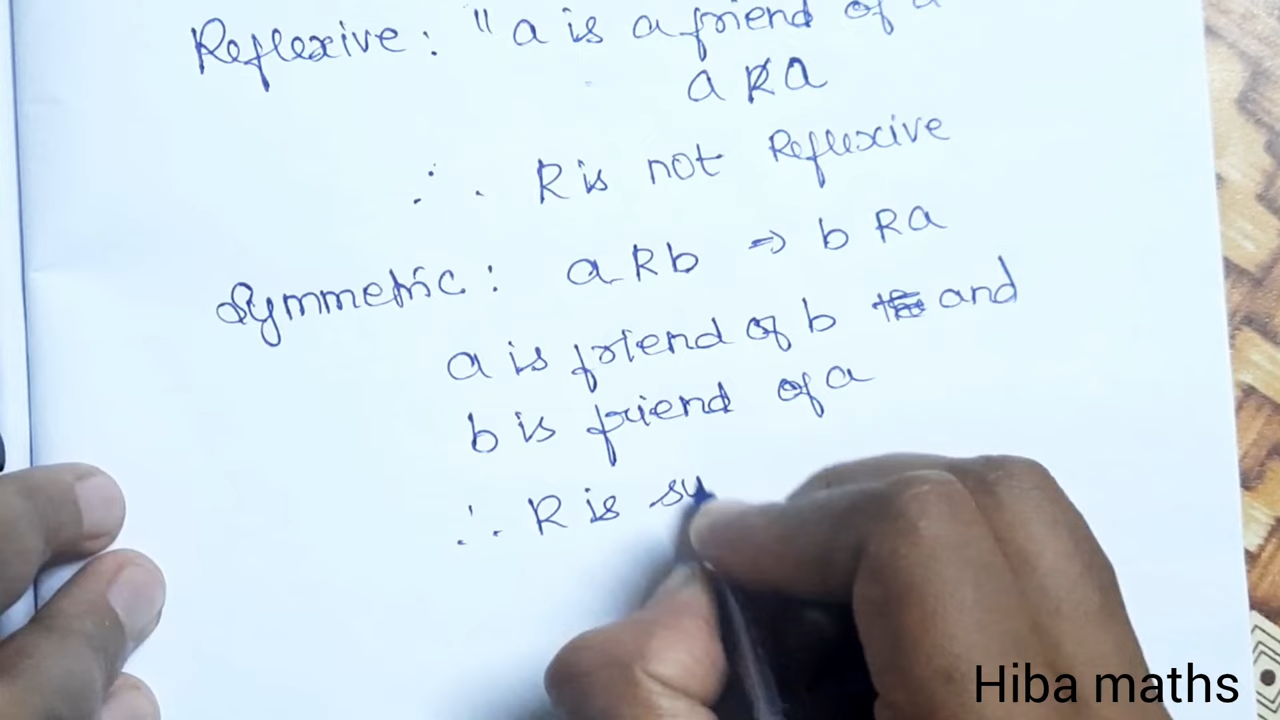 Reflexive : " a is a friend of a
a R̸ a
∴ R is not Reflexive
Symmetric : a R b ⇒ b R a
a is friend of b and
b is friend of a
∴ R is sy
Hiba maths